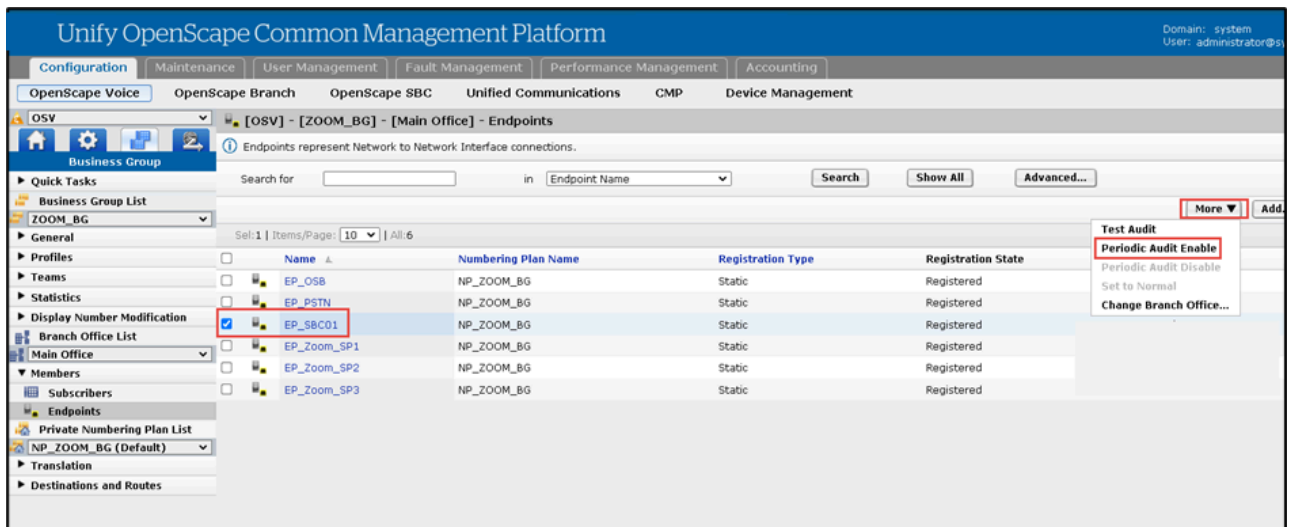 Unify OpenScape Common Management Platform
Domain: system
User: administrator@sy
Configuration Maintenance User Management Fault Management Performance Management Accounting
OpenScape Voice OpenScape Branch OpenScape SBC Unified Communications CMP Device Management
OSV
[OSV] - [ZOOM_BG] - [Main Office] - Endpoints
Business Group
Endpoints represent Network to Network Interface connections.
Quick Tasks
Business Group List
ZOOM_BG
General
Profiles
Teams
Statistics
Display Number Modification
Branch Office List
Main Office
Members
Subscribers
Endpoints
Private Numbering Plan List
NP_ZOOM_BG (Default)
Translation
Destinations and Routes
Search for in Endpoint Name Search Show All Advanced...
More ▼ Add.
Sel:1 | Items/Page: 10 | All:6
Name Numbering Plan Name Registration Type Registration State
EP_OSB NP_ZOOM_BG Static Registered
EP_PSTN NP_ZOOM_BG Static Registered
EP_SBC01 NP_ZOOM_BG Static Registered
EP_Zoom_SP1 NP_ZOOM_BG Static Registered
EP_Zoom_SP2 NP_ZOOM_BG Static Registered
EP_Zoom_SP3 NP_ZOOM_BG Static Registered
Test Audit
Periodic Audit Enable
Periodic Audit Disable
Set to Normal
Change Branch Office...